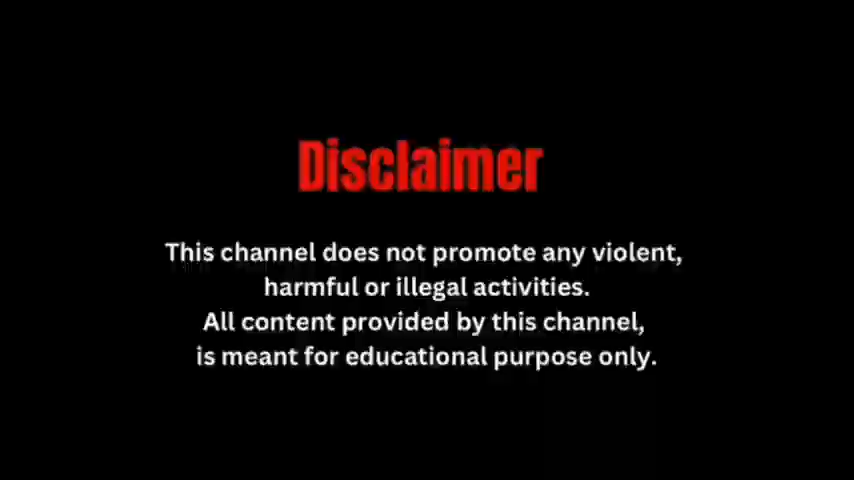 Disclaimer
This channel does not promote any violent,
harmful or illegal activities.
All content provided by this channel,
is meant for educational purpose only.